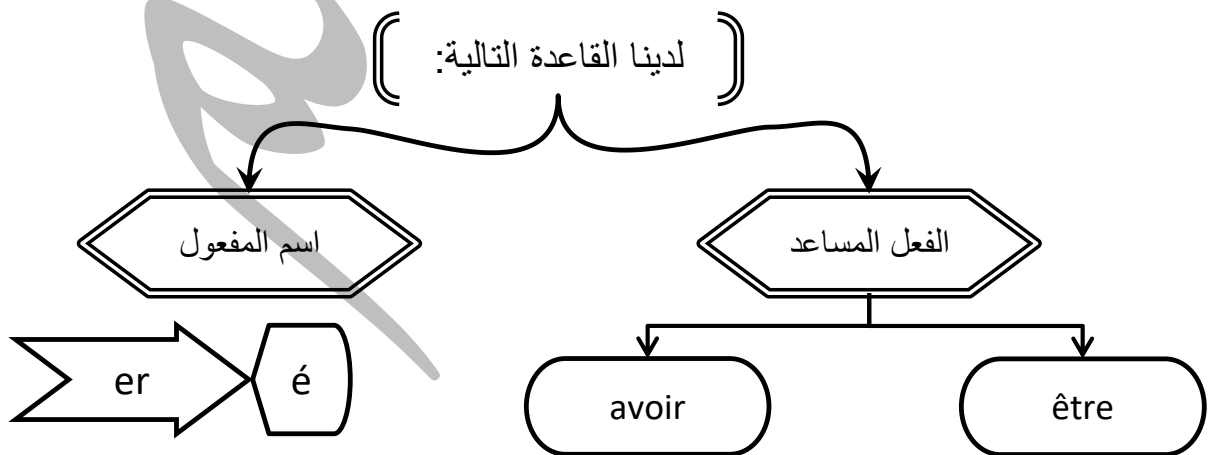 لدينا القاعدة التالية:
الفعل المساعد
اسم المفعول
être
avoir
er
é